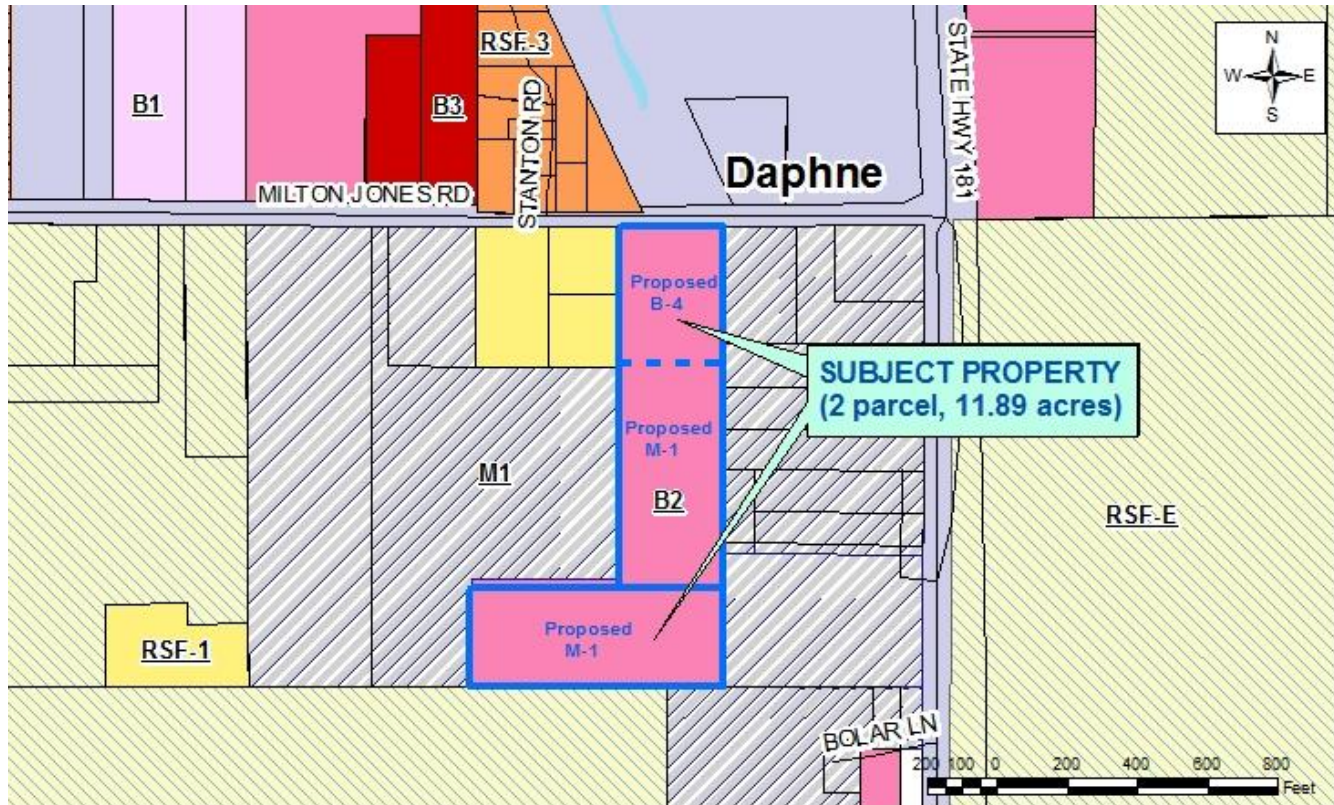 RSF-3
STATE HWY 181
N
W E
S
B1
B3
STANTON RD
Daphne
MILTON JONES RD
Proposed
B-4
SUBJECT PROPERTY
(2 parcel, 11.89 acres)
Proposed
M-1
M1
B2
RSF-E
Proposed
M-1
RSF-1
BOLAR LN
200 100 0 200 400 600 800
Feet